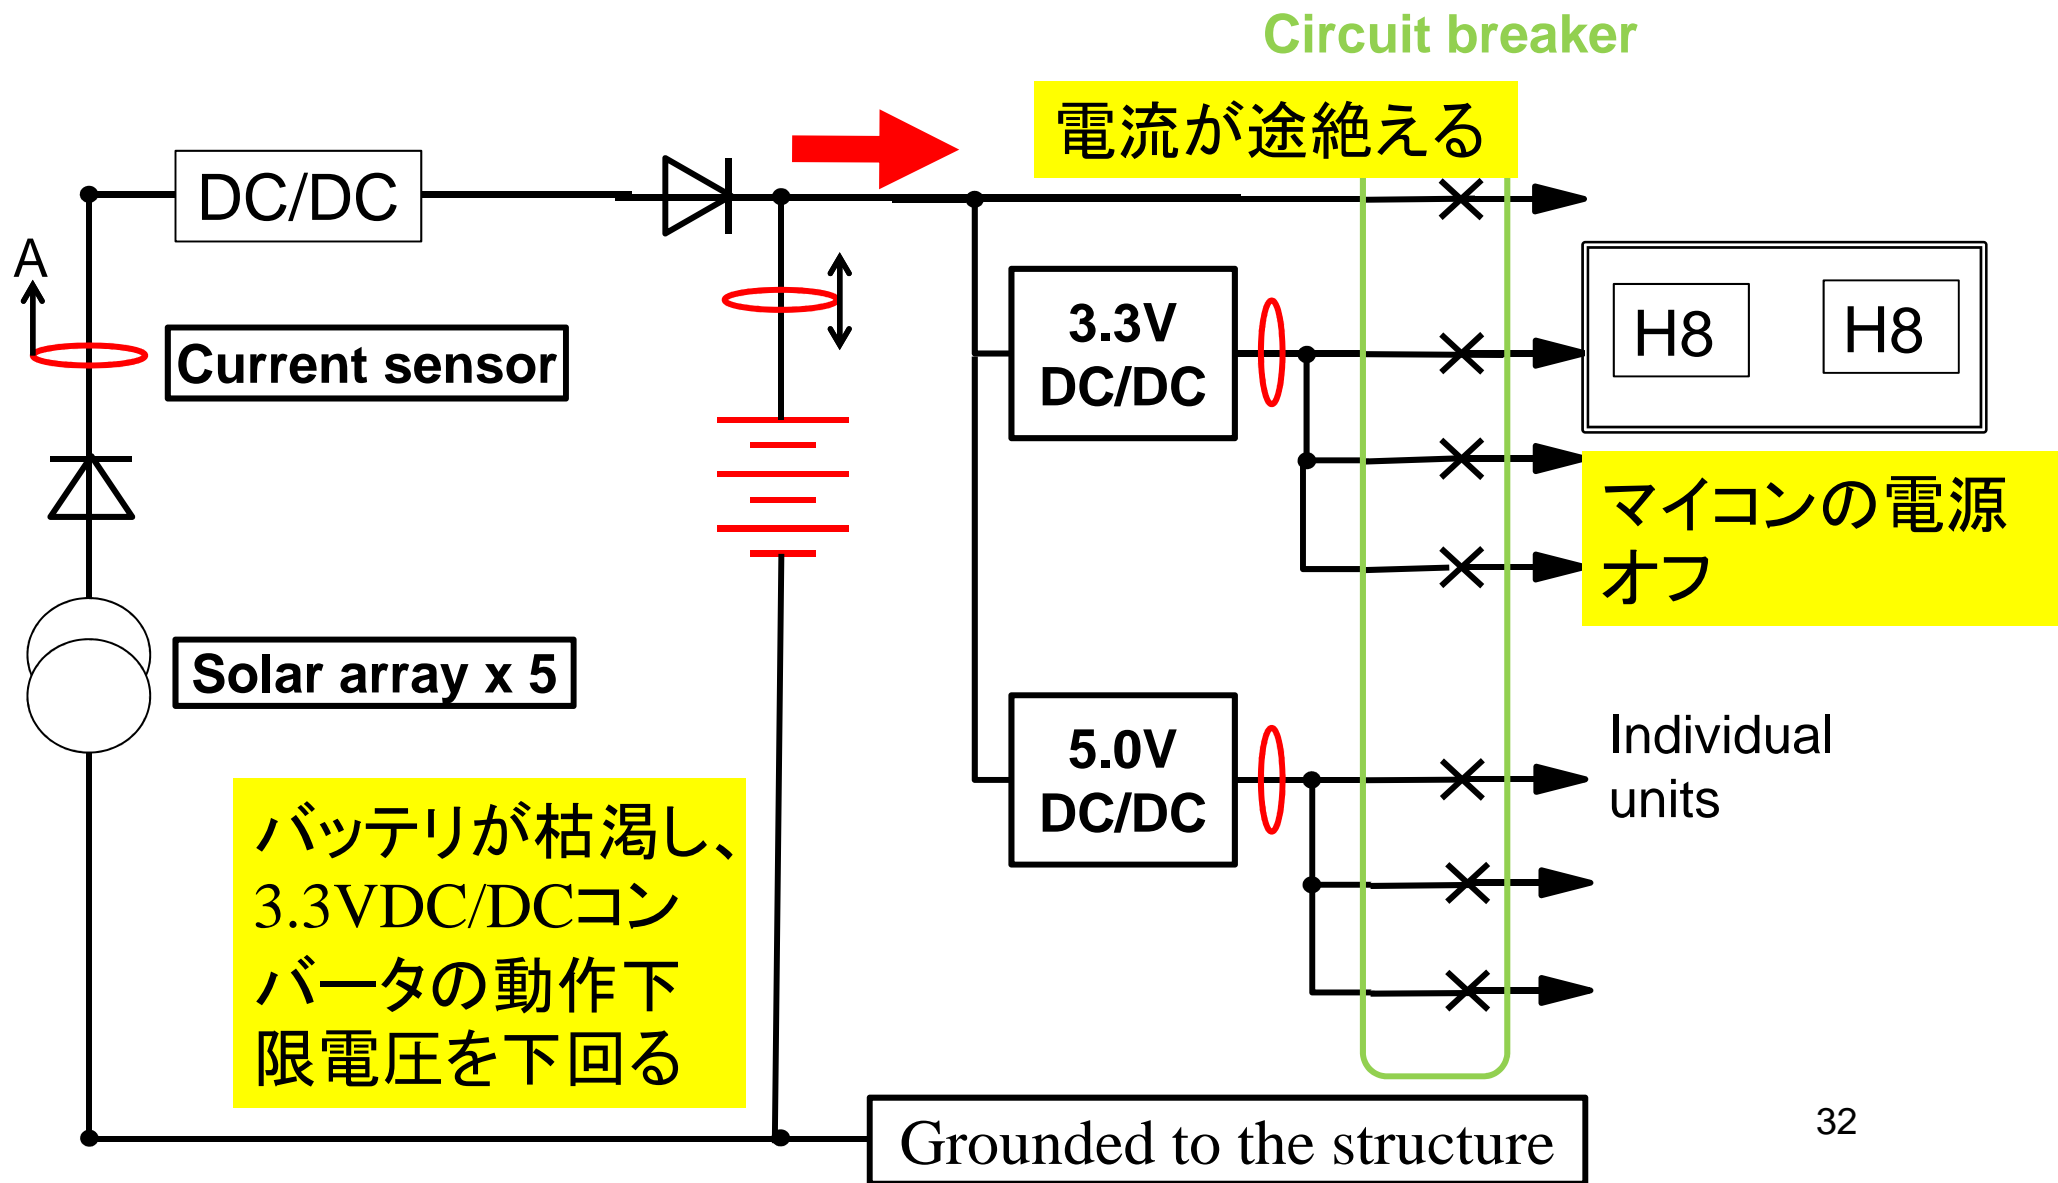 Circuit breaker
電流が途絶える
DC/DC
A
Current sensor
3.3V
DC/DC
H8
H8
マイコンの電源
オフ
Solar array x 5
5.0V
DC/DC
Individual
units
バッテリが枯渇し、
3.3VDC/DCコン
バータの動作下
限電圧を下回る
Grounded to the structure
32